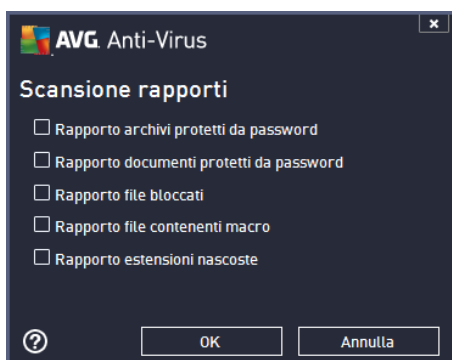 AVG Anti-Virus
x
Scansione rapporti
Rapporto archivi protetti da password
Rapporto documenti protetti da password
Rapporto file bloccati
Rapporto file contenenti macro
Rapporto estensioni nascoste
?
OK
Annulla